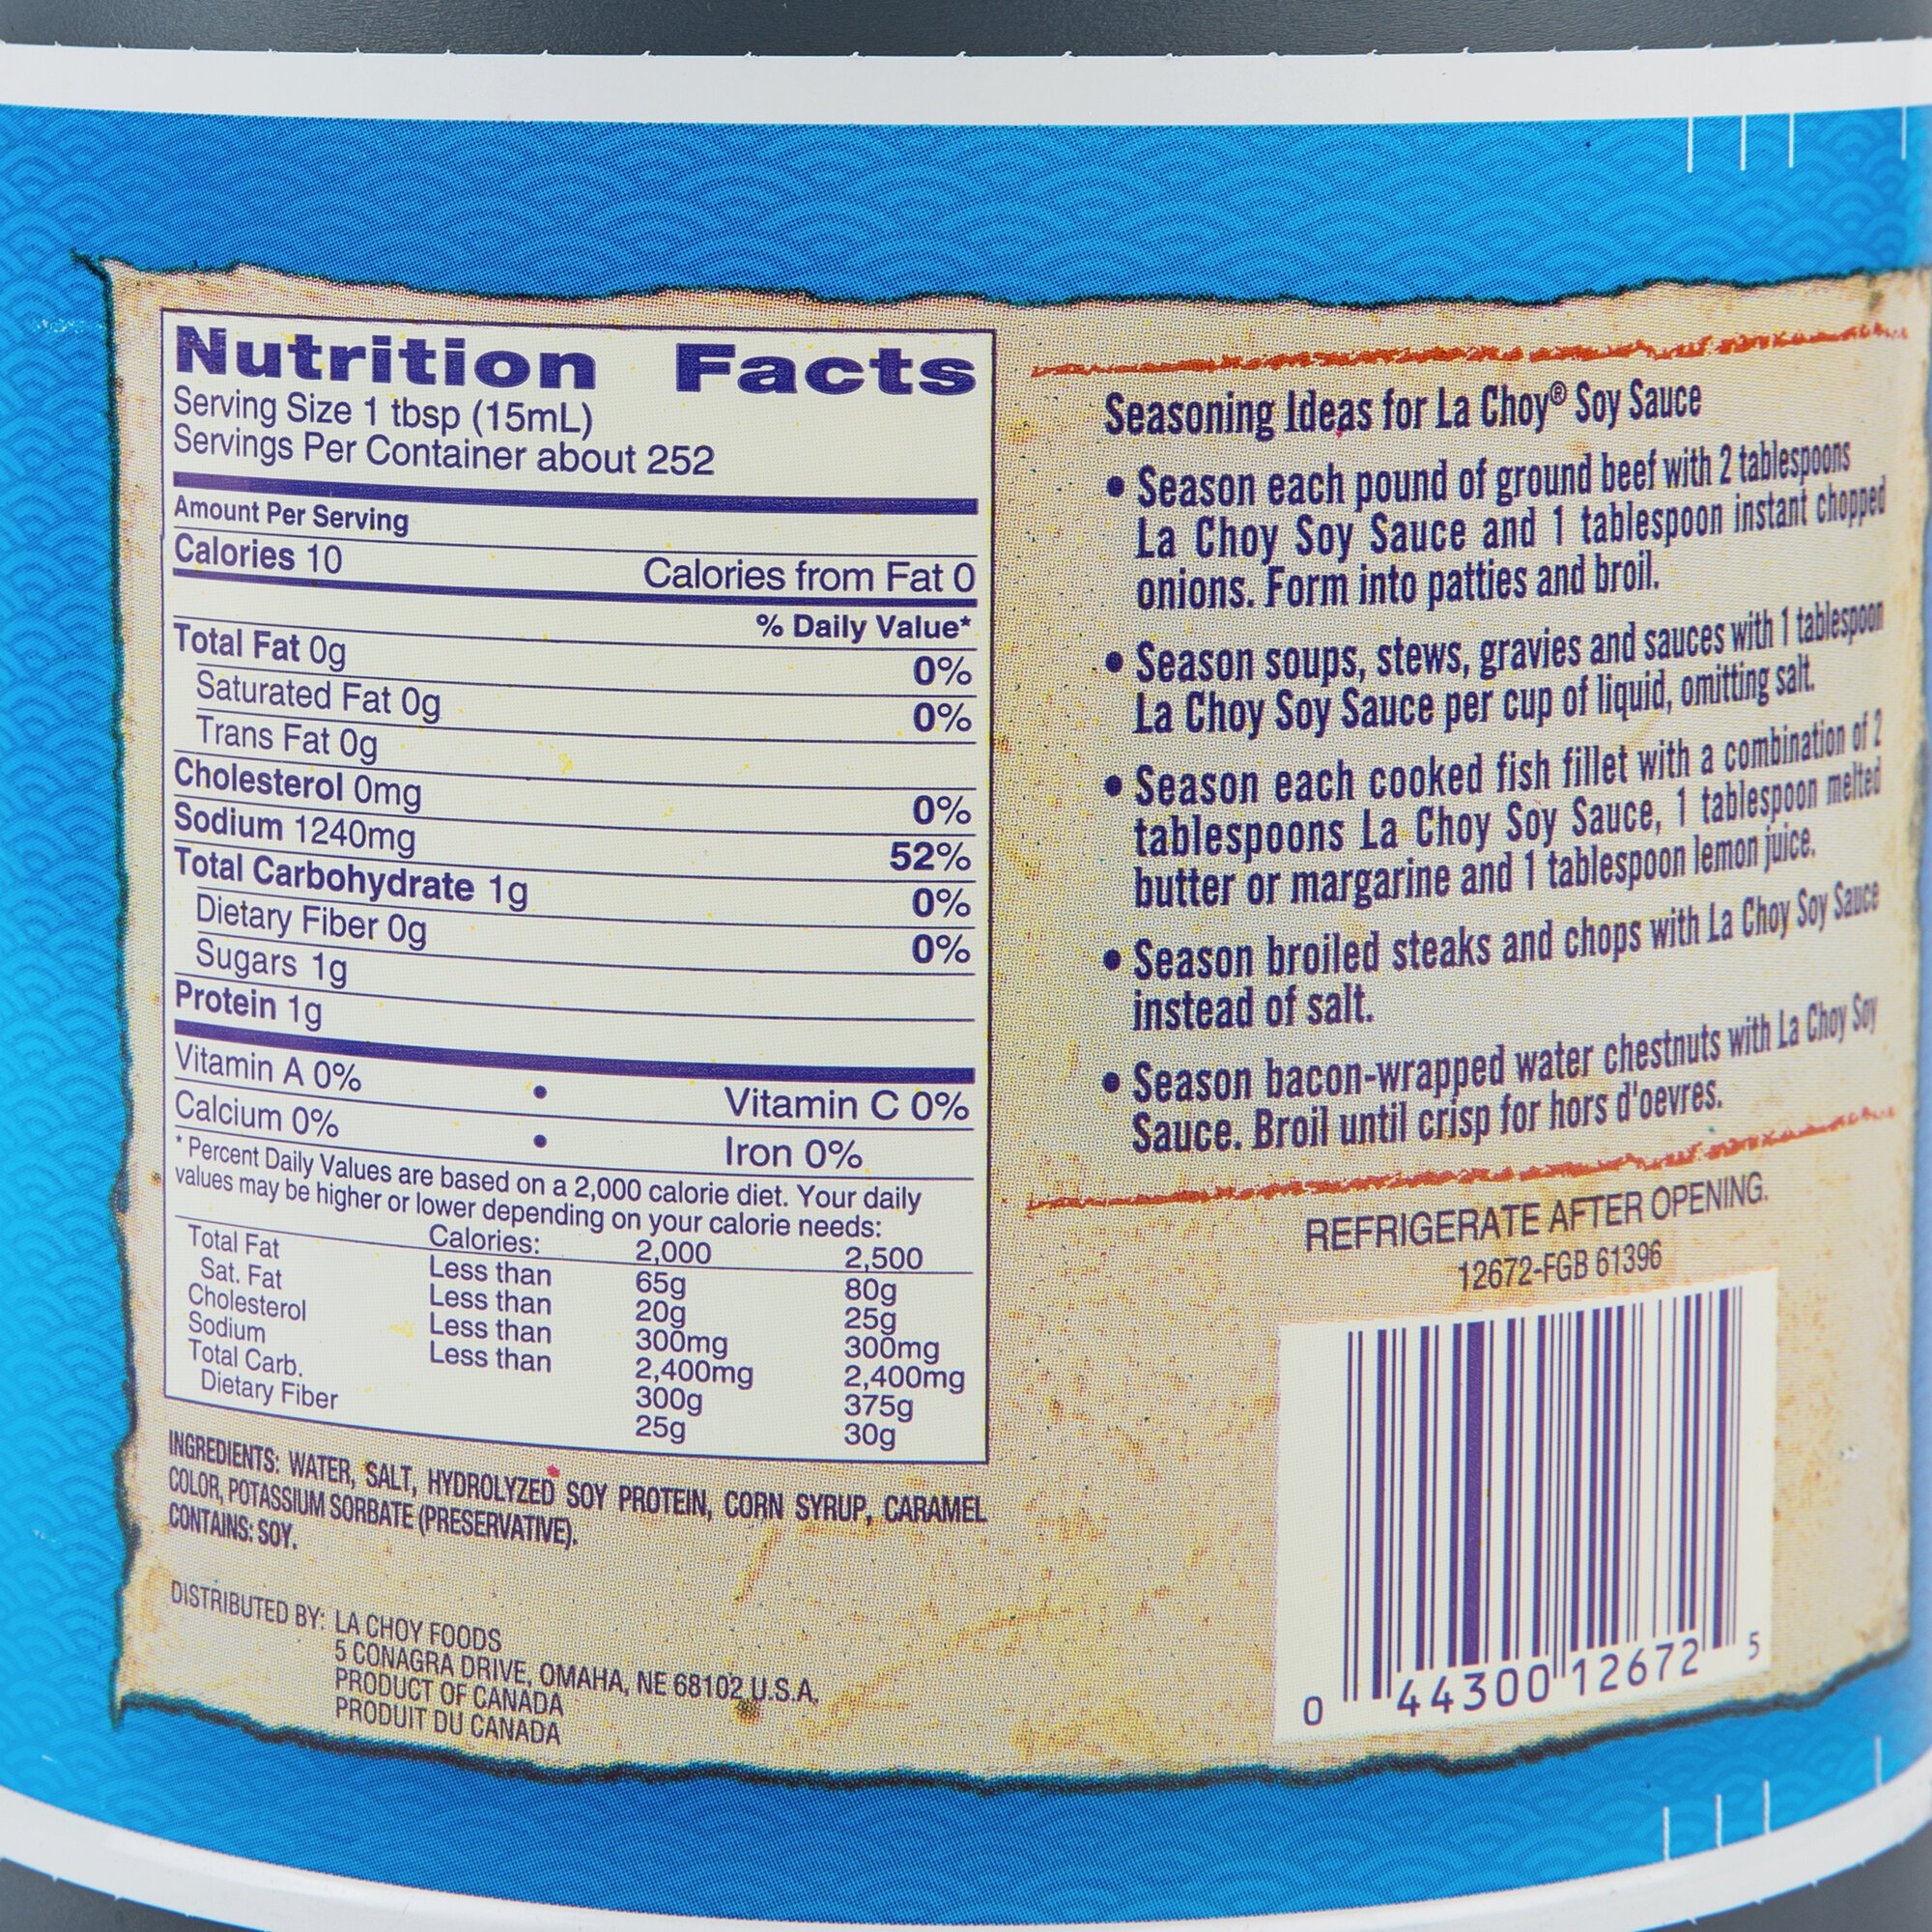 Nutrition Facts
Serving Size 1 tbsp (15mL)
Servings Per Container about 252
Amount Per Serving
Calories 10 Calories from Fat 0
% Daily Value*
Total Fat 0g 0%
Saturated Fat 0g 0%
Trans Fat 0g
Cholesterol 0mg 0%
Sodium 1240mg 52%
Total Carbohydrate 1g 0%
Dietary Fiber 0g 0%
Sugars 1g
Protein 1g
Vitamin A 0% • Vitamin C 0%
Calcium 0% • Iron 0%
* Percent Daily Values are based on a 2,000 calorie diet. Your daily
values may be higher or lower depending on your calorie needs:
Calories: 2,000 2,500
Total Fat Less than 65g 80g
Sat. Fat Less than 20g 25g
Cholesterol Less than 300mg 300mg
Sodium Less than 2,400mg 2,400mg
Total Carb. 300g 375g
Dietary Fiber 25g 30g
INGREDIENTS: WATER, SALT, HYDROLYZED SOY PROTEIN, CORN SYRUP, CARAMEL
COLOR, POTASSIUM SORBATE (PRESERVATIVE).
CONTAINS: SOY.
DISTRIBUTED BY: LA CHOY FOODS
5 CONAGRA DRIVE, OMAHA, NE 68102 U.S.A.
PRODUCT OF CANADA
PRODUIT DU CANADA
Seasoning Ideas for La Choy® Soy Sauce
• Season each pound of ground beef with 2 tablespoons
La Choy Soy Sauce and 1 tablespoon instant chopped
onions. Form into patties and broil.
• Season soups, stews, gravies and sauces with 1 tablespoon
La Choy Soy Sauce per cup of liquid, omitting salt.
• Season each cooked fish fillet with a combination of 2
tablespoons La Choy Soy Sauce, 1 tablespoon melted
butter or margarine and 1 tablespoon lemon juice.
• Season broiled steaks and chops with La Choy Soy Sauce
instead of salt.
• Season bacon-wrapped water chestnuts with La Choy Soy
Sauce. Broil until crisp for hors d'oevres.
REFRIGERATE AFTER OPENING.
12672-FGB 61396
0 44300 12672 5